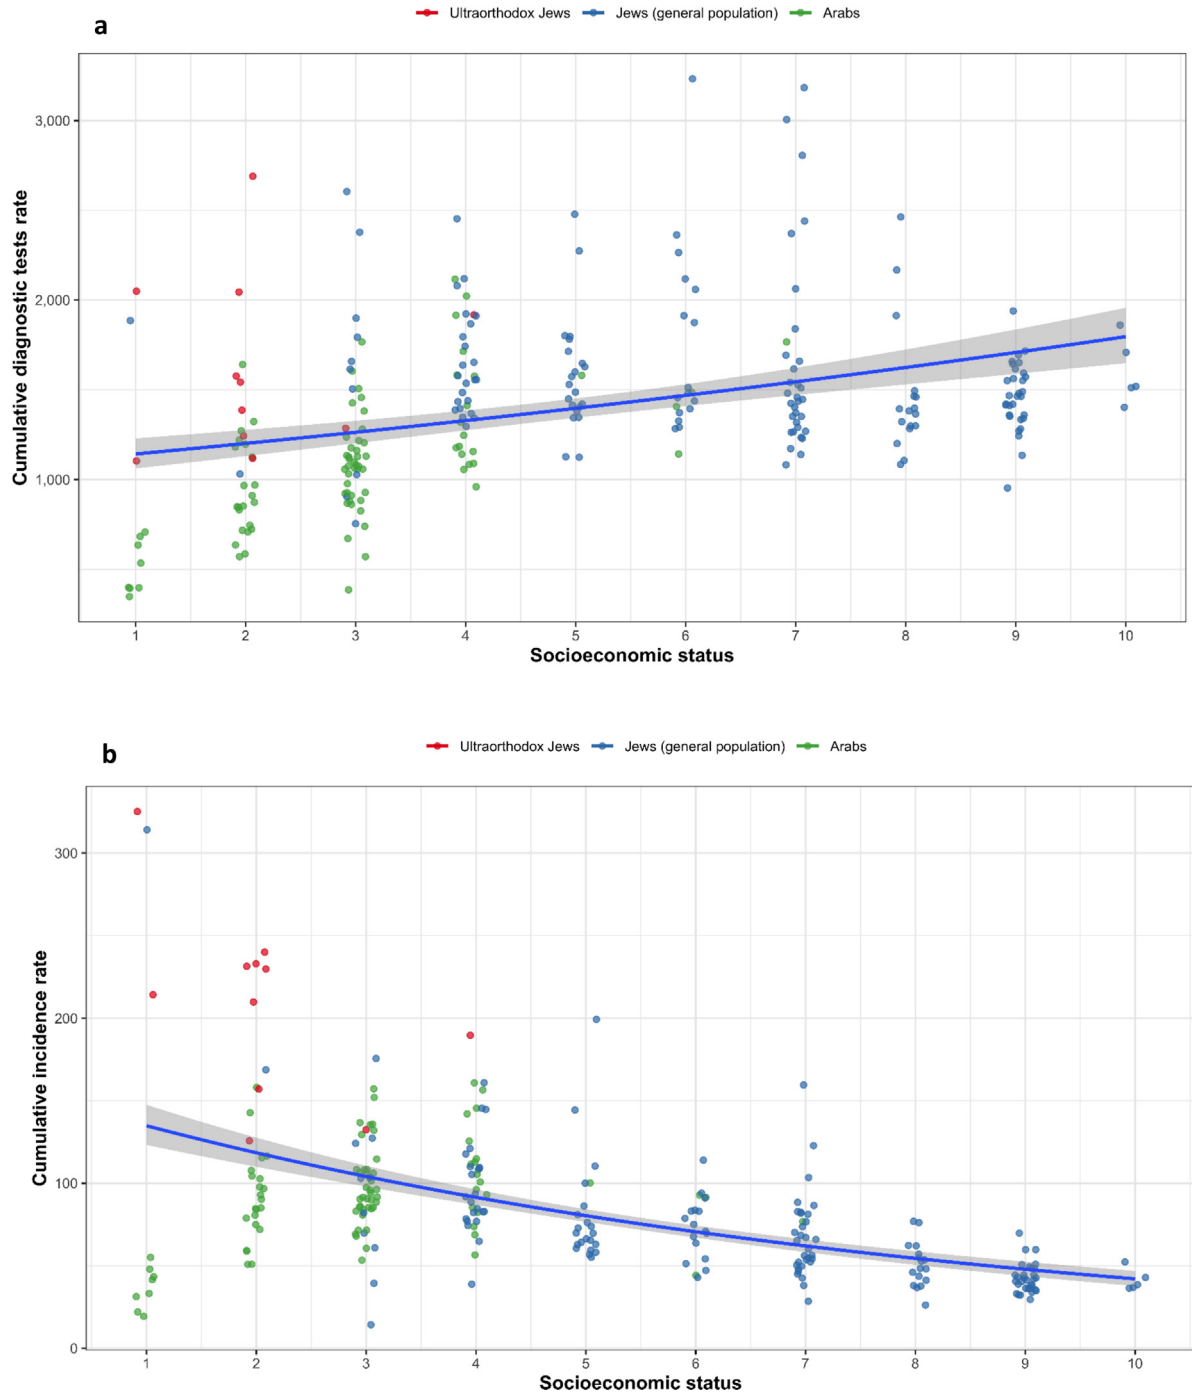 a
Ultraorthodox Jews Jews (general population) Arabs
Cumulative diagnostic tests rate
3,000
2,000
1,000
1 2 3 4 5 6 7 8 9 10
Socioeconomic status
b
Ultraorthodox Jews Jews (general population) Arabs
Cumulative incidence rate
300
200
100
0
1 2 3 4 5 6 7 8 9 10
Socioeconomic status